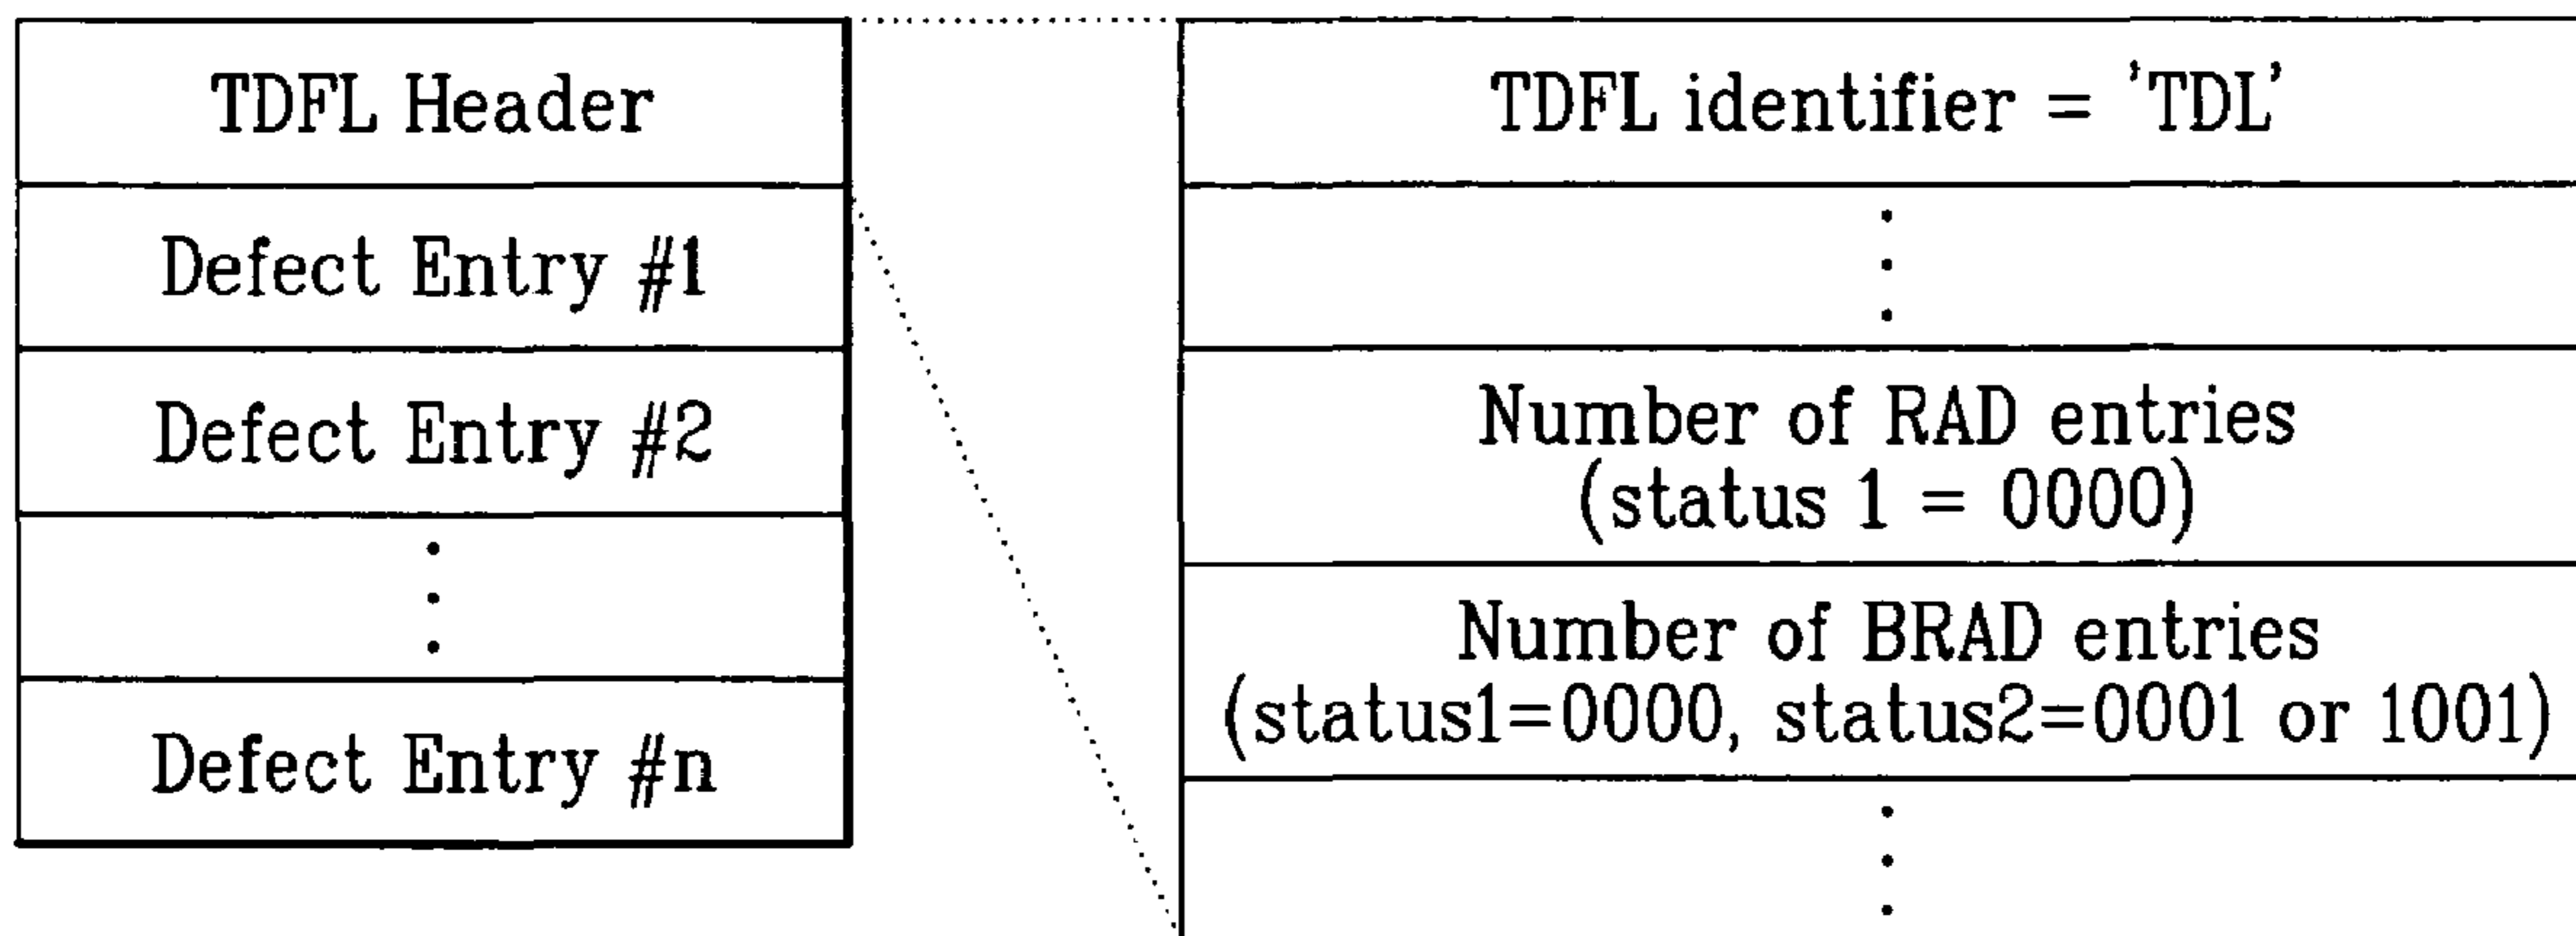 TDFL Header
Defect Entry #1
Defect Entry #2
Defect Entry #n
TDFL identifier = 'TDL'
Number of RAD entries
(status 1 = 0000)
Number of BRAD entries
(status1=0000, status2=0001 or 1001)